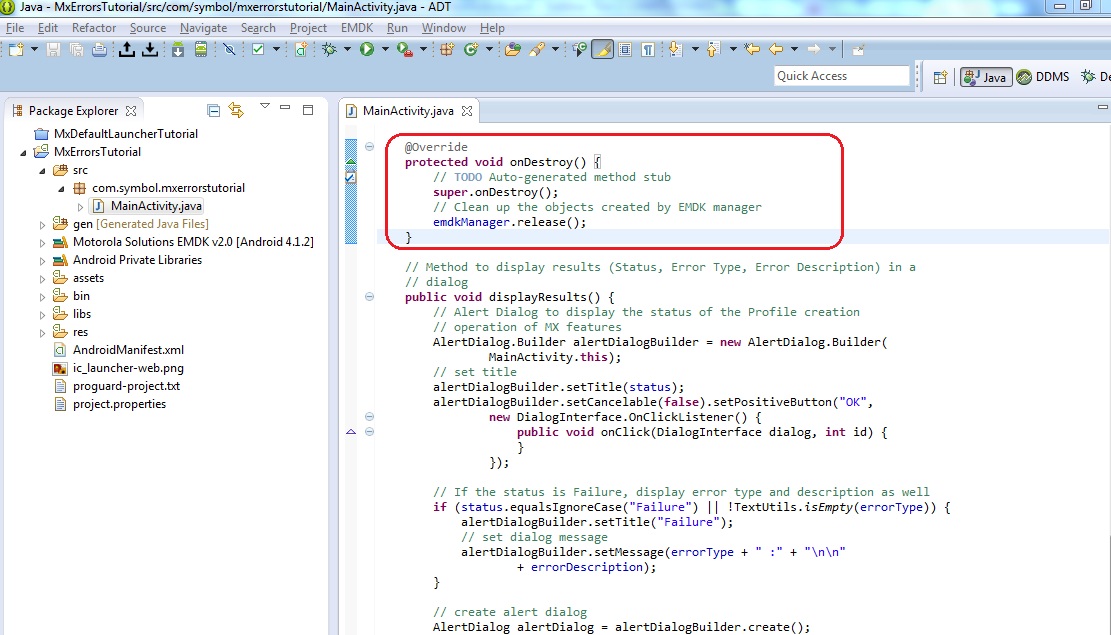 Java - MxErrorsTutorial/src/com/symbol/mxerrorstutorial/MainActivity.java - ADT
File Edit Refactor Source Navigate Search Project EMDK Run Window Help
Quick Access
Java DDMS De
Package Explorer
MxDefaultLauncherTutorial
MxErrorsTutorial
src
com.symbol.mxerrorstutorial
MainActivity.java
gen [Generated Java Files]
Motorola Solutions EMDK v2.0 [Android 4.1.2]
Android Private Libraries
assets
bin
libs
res
AndroidManifest.xml
ic_launcher-web.png
proguard-project.txt
project.properties
MainActivity.java
@Override
protected void onDestroy() {
// TODO Auto-generated method stub
super.onDestroy();
// Clean up the objects created by EMDK manager
emdkManager.release();
}
// Method to display results (Status, Error Type, Error Description) in a
// dialog
public void displayResults() {
// Alert Dialog to display the status of the Profile creation
// operation of MX features
AlertDialog.Builder alertDialogBuilder = new AlertDialog.Builder(
MainActivity.this);
// set title
alertDialogBuilder.setTitle(status);
alertDialogBuilder.setCancelable(false).setPositiveButton("OK",
new DialogInterface.OnClickListener() {
public void onClick(DialogInterface dialog, int id) {
}
});
// If the status is Failure, display error type and description as well
if (status.equalsIgnoreCase("Failure") || !TextUtils.isEmpty(errorType)) {
alertDialogBuilder.setTitle("Failure");
// set dialog message
alertDialogBuilder.setMessage(errorType + " :" + "\n\n"
+ errorDescription);
}
// create alert dialog
AlertDialog alertDialog = alertDialogBuilder.create();